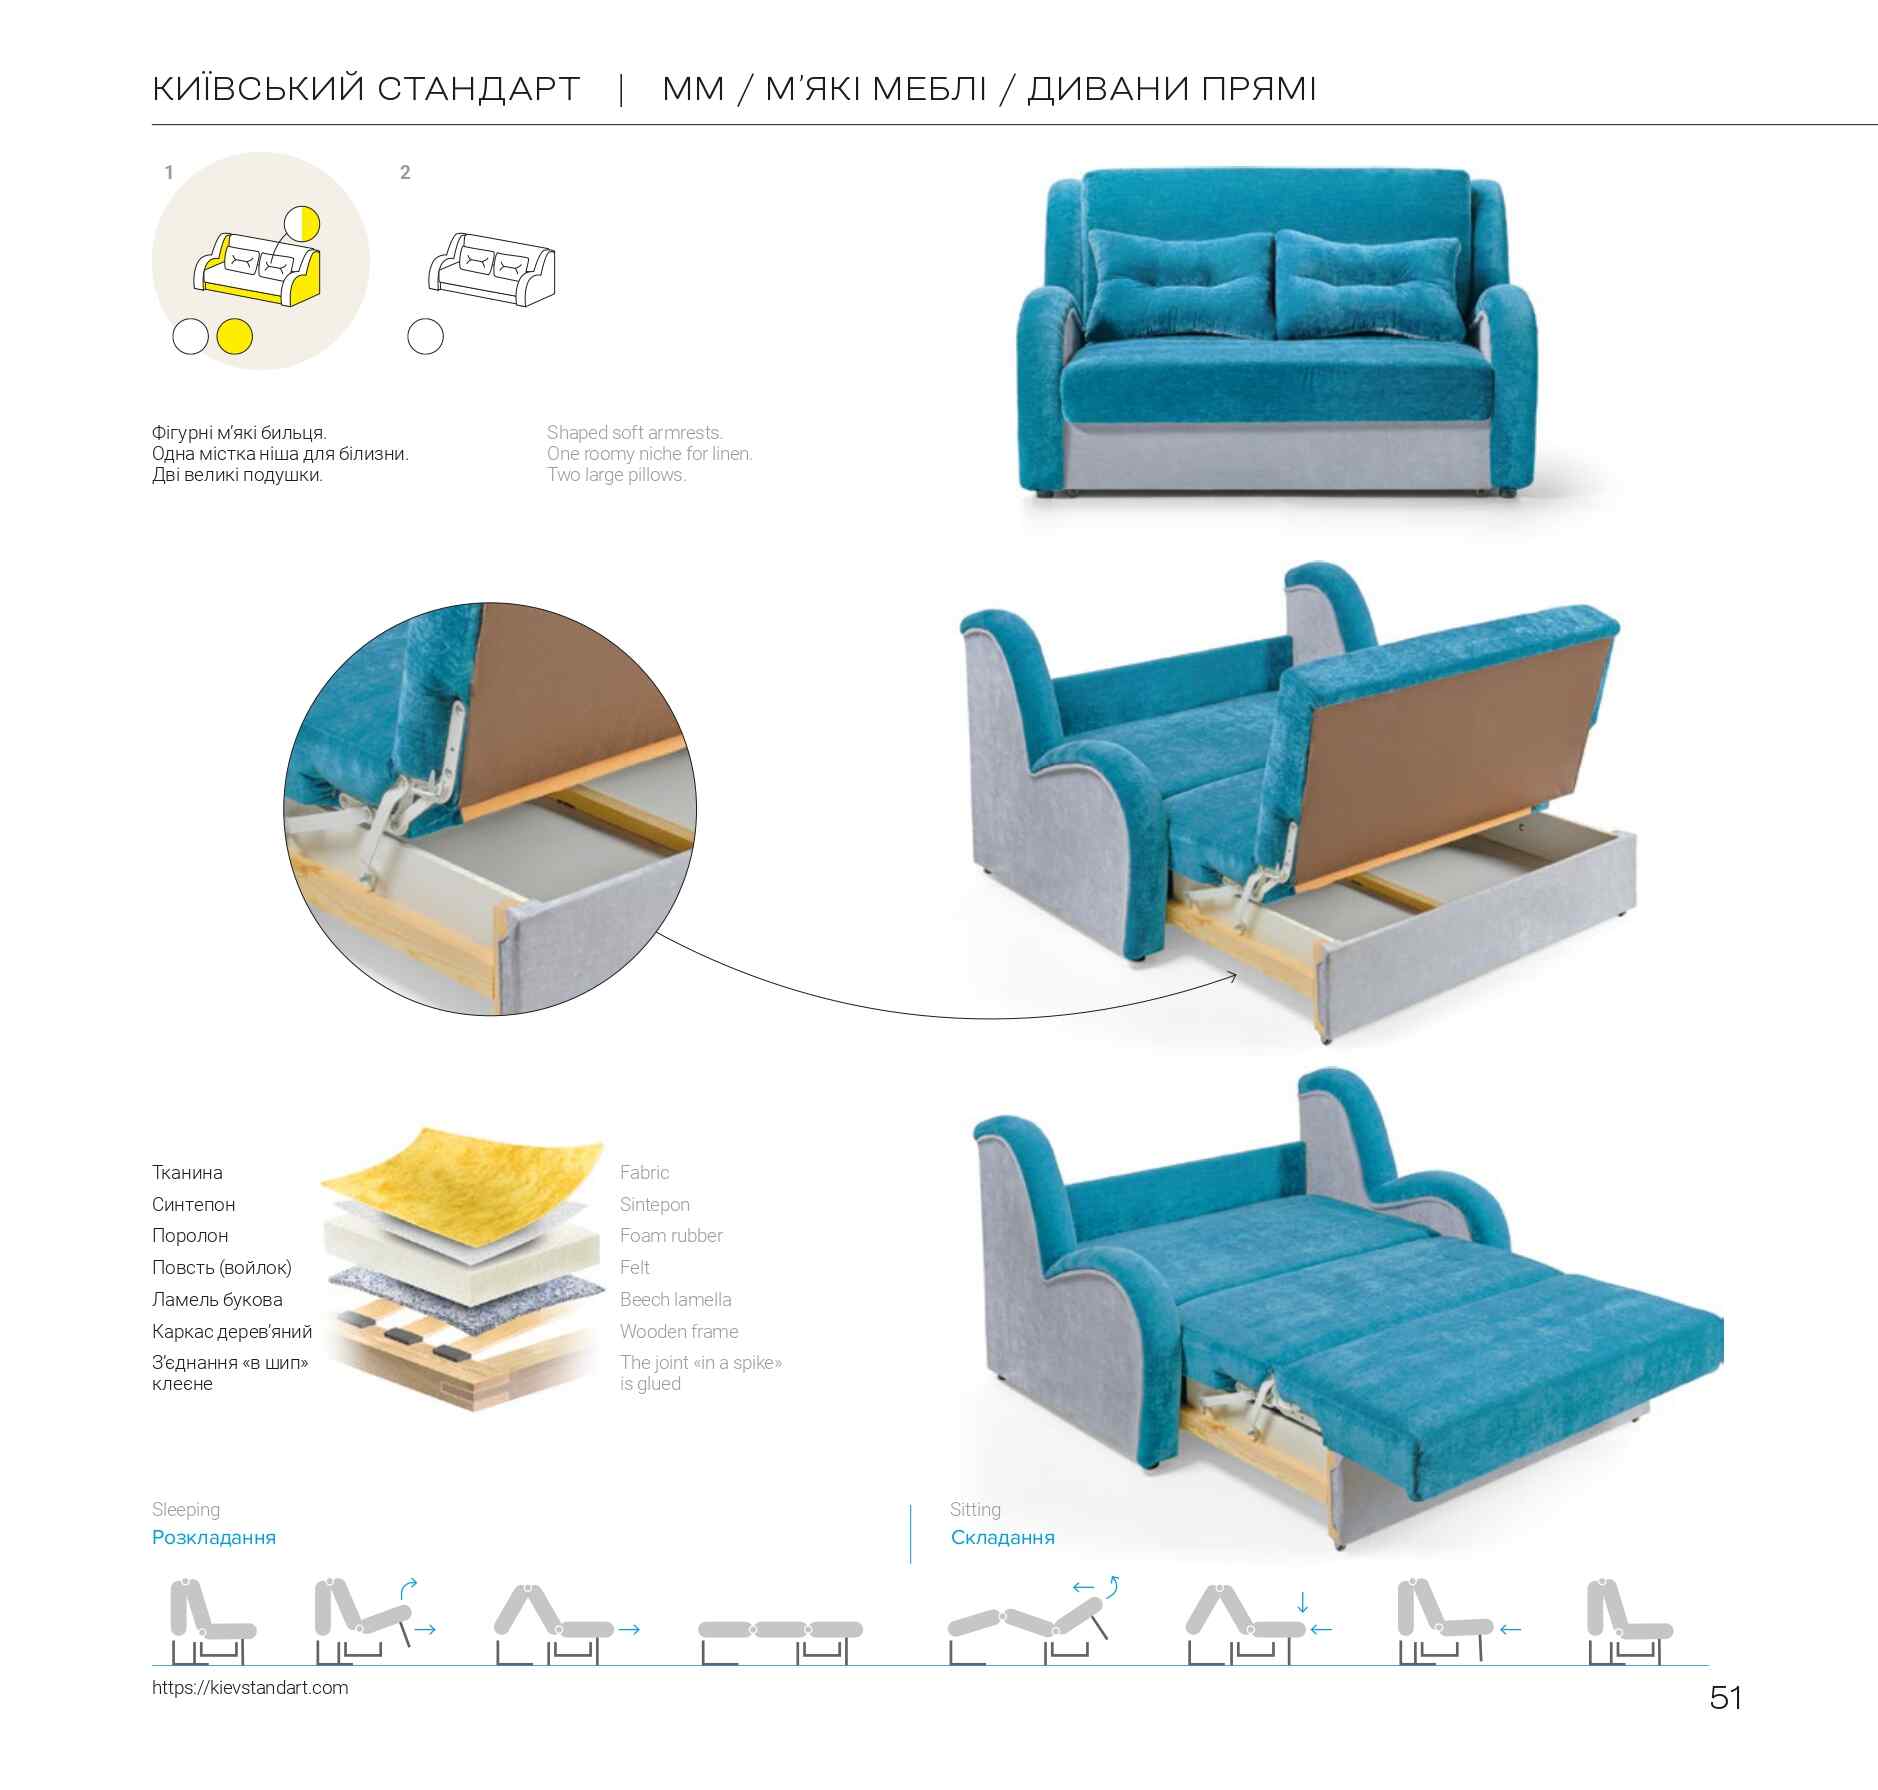 КИЇВСЬКИЙ СТАНДАРТ | ММ / М’ЯКІ МЕБЛІ / ДИВАНИ ПРЯМІ
1
2
Фігурні м’які бильця.
Одна містка ніша для білизни.
Дві великі подушки.
Shaped soft armrests.
One roomy niche for linen.
Two large pillows.
Тканина
Синтепон
Поролон
Повсть (войлок)
Ламель букова
Каркас дерев’яний
З’єднання «в шип»
клеєне
Fabric
Sintepon
Foam rubber
Felt
Beech lamella
Wooden frame
The joint «in a spike»
is glued
Sleeping
Розкладання
Sitting
Складання
https://kievstandart.com
51